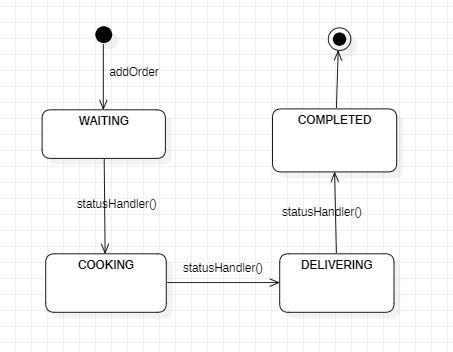 addOrder
WAITING
statusHandler()
COOKING
statusHandler()
DELIVERING
statusHandler()
COMPLETED